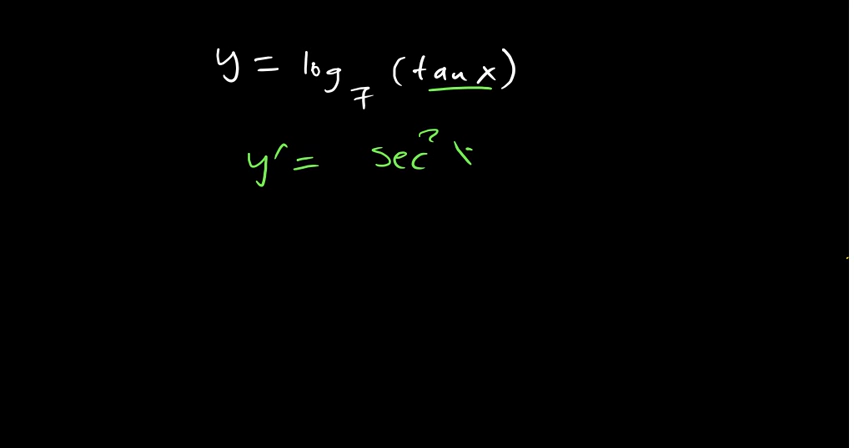 y = log₇ (tan x)
y' = sec² x